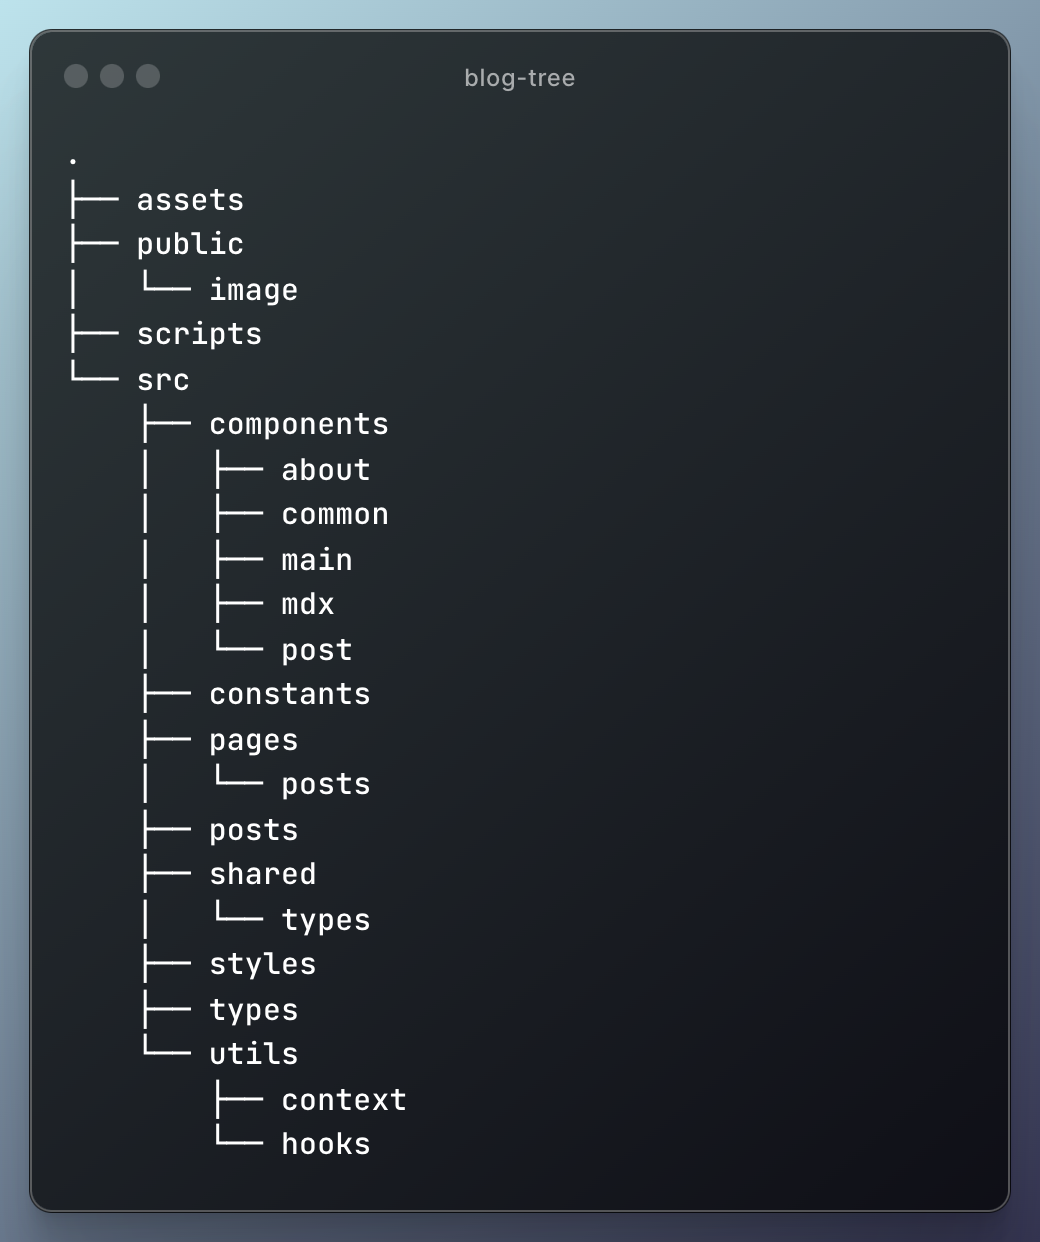 blog-tree
.
├── assets
├── public
│   └── image
├── scripts
└── src
    ├── components
    │   ├── about
    │   ├── common
    │   ├── main
    │   ├── mdx
    │   └── post
    ├── constants
    ├── pages
    │   └── posts
    ├── posts
    ├── shared
    │   └── types
    ├── styles
    ├── types
    └── utils
        ├── context
        └── hooks